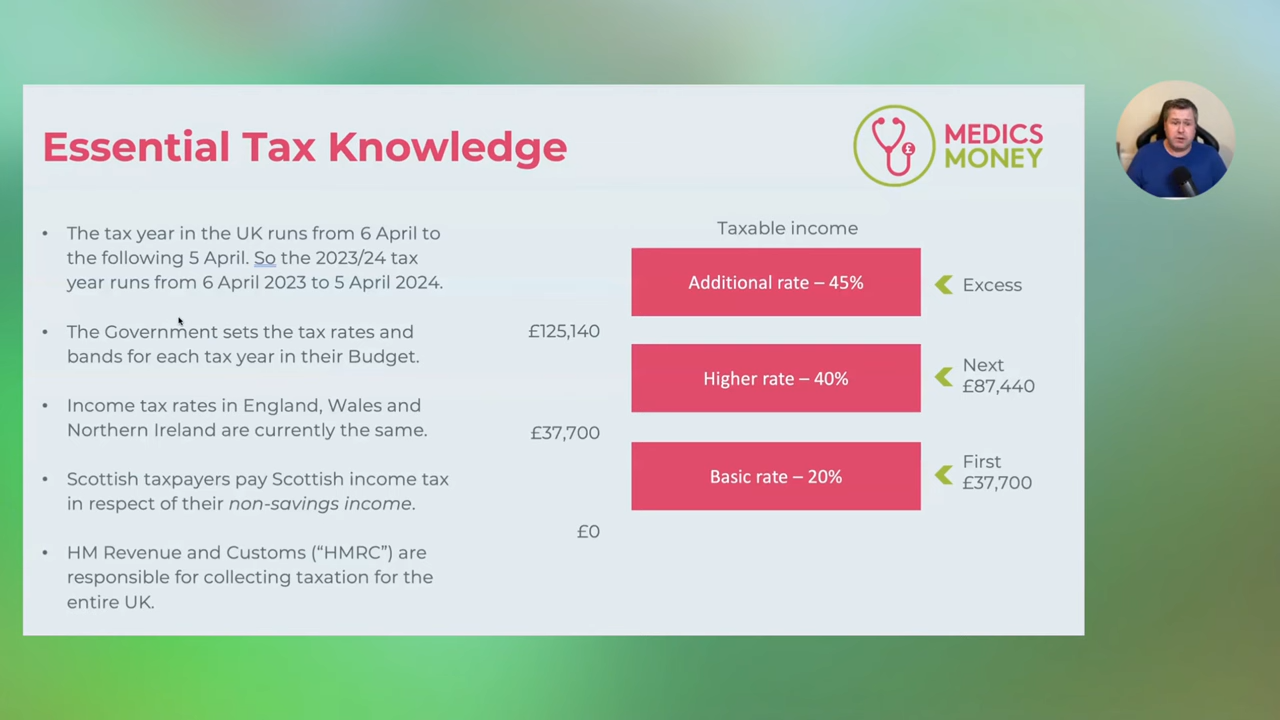 Essential Tax Knowledge
MEDICS
MONEY
£
• The tax year in the UK runs from 6 April to
the following 5 April. So the 2023/24 tax
year runs from 6 April 2023 to 5 April 2024.
• The Government sets the tax rates and
bands for each tax year in their Budget.
• Income tax rates in England, Wales and
Northern Ireland are currently the same.
• Scottish taxpayers pay Scottish income tax
in respect of their non-savings income.
• HM Revenue and Customs (“HMRC”) are
responsible for collecting taxation for the
entire UK.
Taxable income
Additional rate – 45%
Excess
£125,140
Higher rate – 40%
Next
£87,440
£37,700
Basic rate – 20%
First
£37,700
£0